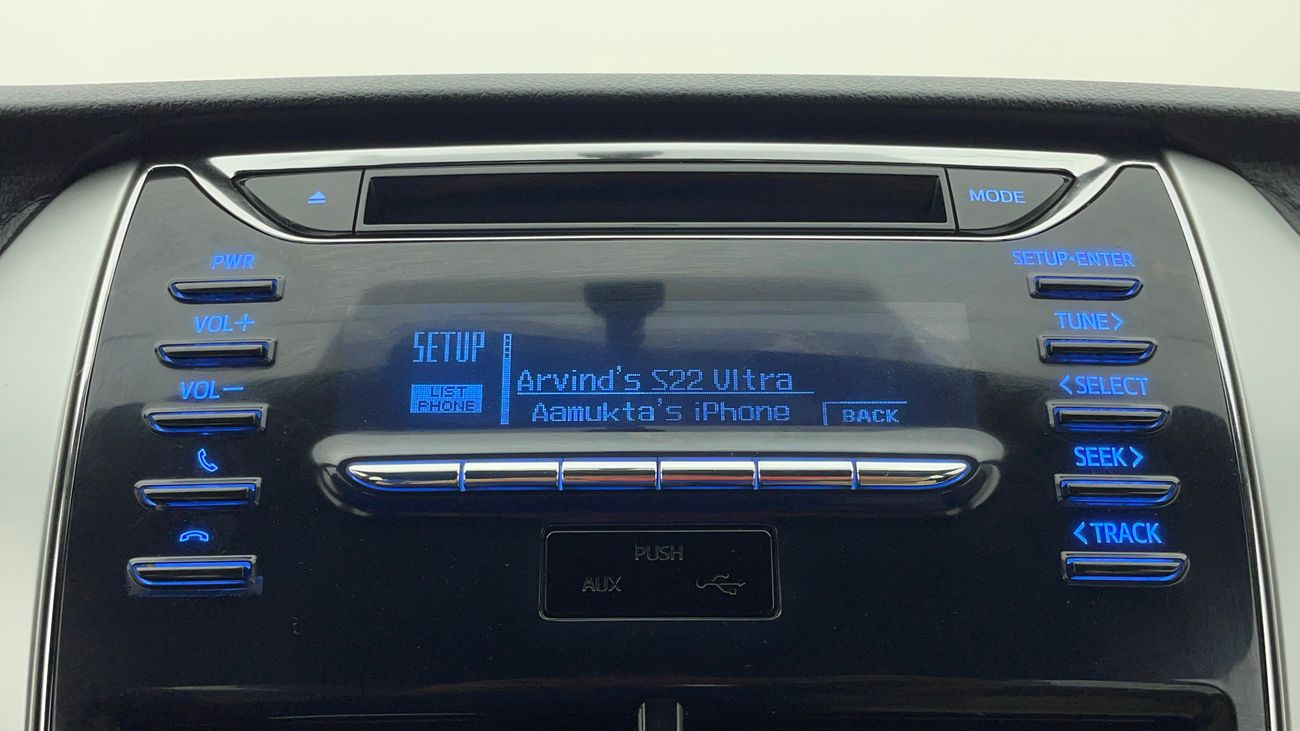 MODE
PWR
VOL+
VOL−
SETUP•ENTER
TUNE>
<SELECT
SEEK>
<TRACK
SETUP
LIST
PHONE
Arvind's S22 Ultra
Aamukta's iPhone
BACK
PUSH
AUX